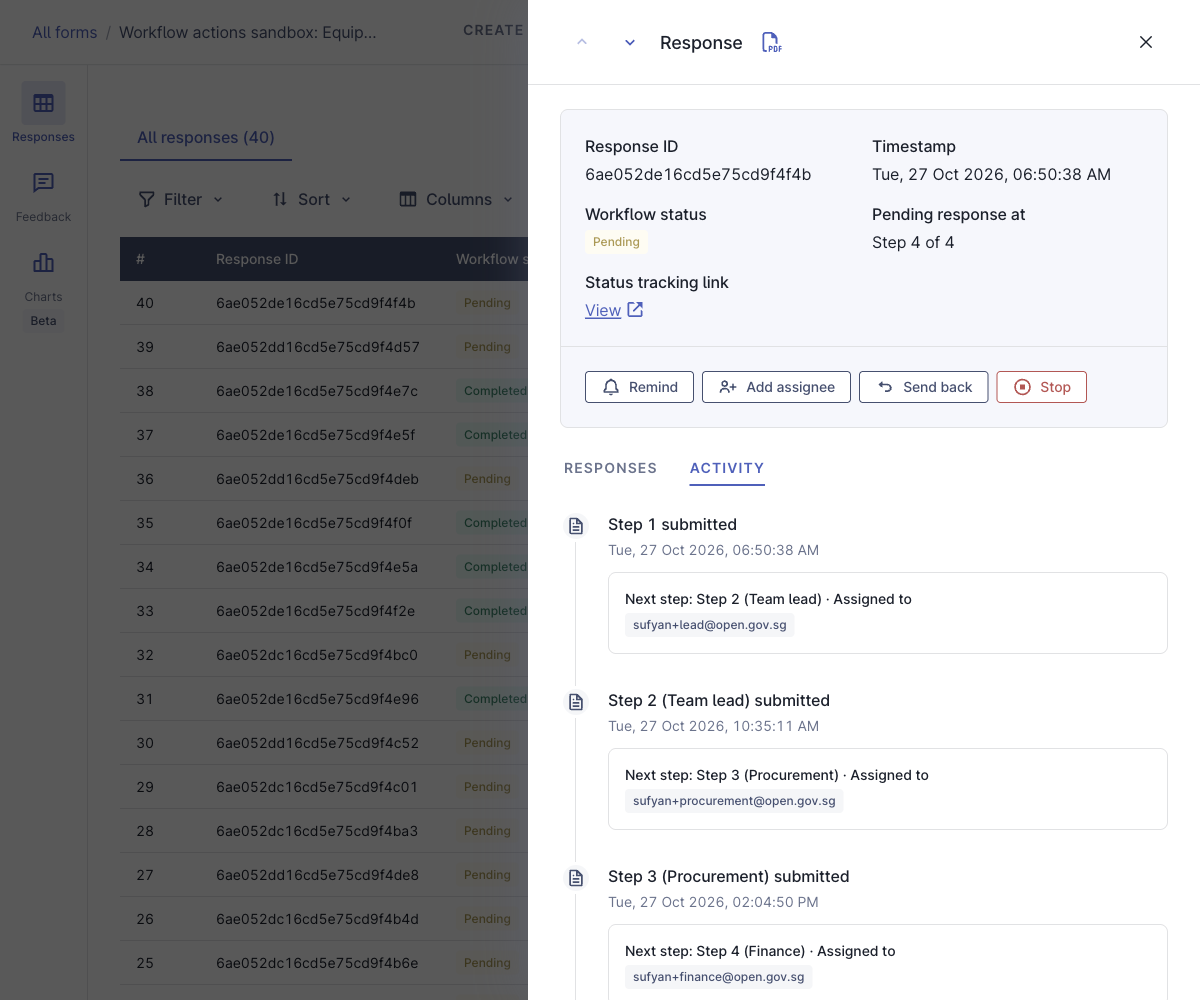 All forms / Workflow actions sandbox: Equip...
CREATE
Responses
Feedback
Charts
Beta
All responses (40)
Filter
Sort
Columns
# Response ID Workflow s
40 6ae052de16cd5e75cd9f4f4b Pending
39 6ae052dd16cd5e75cd9f4d57 Pending
38 6ae052de16cd5e75cd9f4e7c Completed
37 6ae052de16cd5e75cd9f4e5f Completed
36 6ae052dd16cd5e75cd9f4deb Pending
35 6ae052de16cd5e75cd9f4f0f Completed
34 6ae052de16cd5e75cd9f4e5a Completed
33 6ae052de16cd5e75cd9f4f2e Completed
32 6ae052dc16cd5e75cd9f4bc0 Pending
31 6ae052de16cd5e75cd9f4e96 Completed
30 6ae052dd16cd5e75cd9f4c52 Pending
29 6ae052dc16cd5e75cd9f4c01 Pending
28 6ae052dc16cd5e75cd9f4ba3 Pending
27 6ae052dd16cd5e75cd9f4de8 Pending
26 6ae052dc16cd5e75cd9f4b4d Pending
25 6ae052dc16cd5e75cd9f4b6e Pending
Response
PDF
Response ID
6ae052de16cd5e75cd9f4f4b
Timestamp
Tue, 27 Oct 2026, 06:50:38 AM
Workflow status
Pending
Pending response at
Step 4 of 4
Status tracking link
View
Remind
Add assignee
Send back
Stop
RESPONSES
ACTIVITY
Step 1 submitted
Tue, 27 Oct 2026, 06:50:38 AM
Next step: Step 2 (Team lead) · Assigned to
sufyan+lead@open.gov.sg
Step 2 (Team lead) submitted
Tue, 27 Oct 2026, 10:35:11 AM
Next step: Step 3 (Procurement) · Assigned to
sufyan+procurement@open.gov.sg
Step 3 (Procurement) submitted
Tue, 27 Oct 2026, 02:04:50 PM
Next step: Step 4 (Finance) · Assigned to
sufyan+finance@open.gov.sg